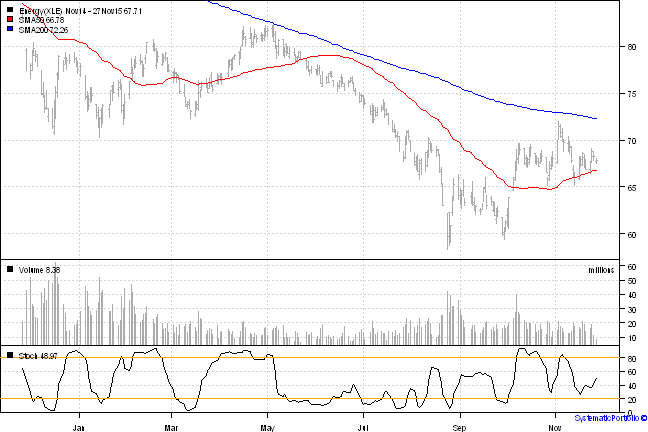 Energy(XLE) Nov14 - 27Nov15 67.71
SMA50 66.78
SMA200 72.26
80
75
70
65
60
Volume 8.38
millions
60
50
40
30
20
10
Stoch 48.97
80
60
40
20
0
Jan Mar May Jul Sep Nov
SystematicPortfolio ©